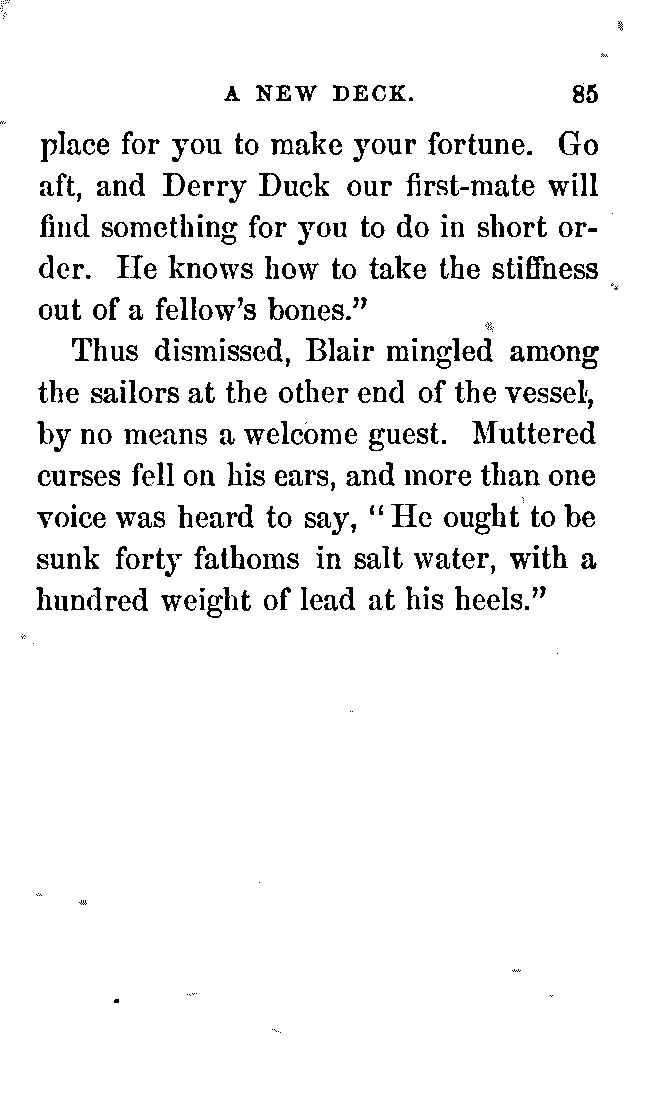 A NEW DECK. 85
place for you to make your fortune. Go
aft, and Derry Duck our first-mate will
find something for you to do in short or-
der. He knows how to take the stiffness
out of a fellow's bones."
Thus dismissed, Blair mingled among
the sailors at the other end of the vessel,
by no means a welcome guest. Muttered
curses fell on his ears, and more than one
voice was heard to say, "He ought to be
sunk forty fathoms in salt water, with a
hundred weight of lead at his heels."